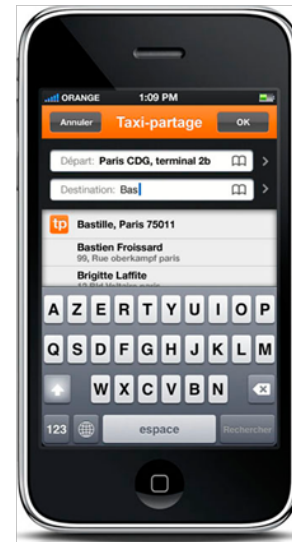 ORANGE 1:09 PM
Annuler Taxi-partage OK
Départ: Paris CDG, terminal 2b
Destination: Bas
tp Bastille, Paris 75011
Bastien Froissard
99, Rue oberkampf paris
Brigitte Laffite
A Z E R T Y U I O P
Q S D F G H J K L M
W X C V B N
123 espace Rechercher